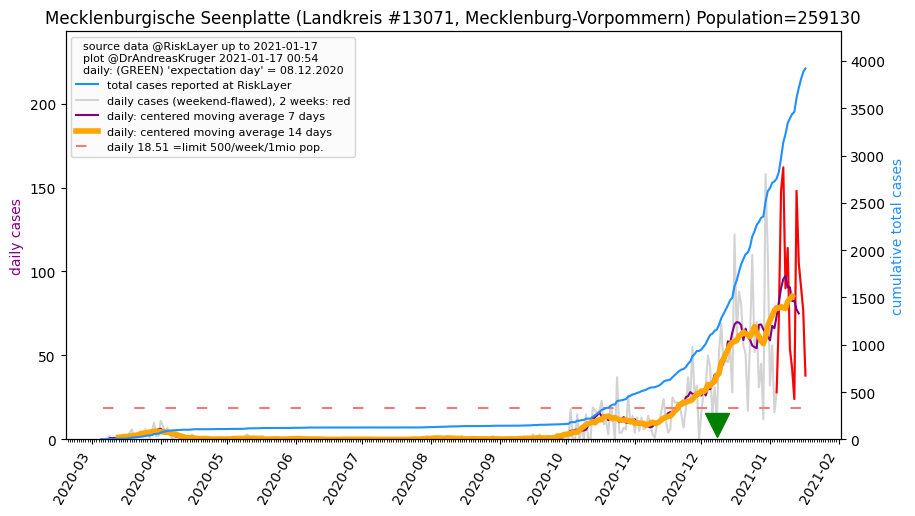 Mecklenburgische Seenplatte (Landkreis #13071, Mecklenburg-Vorpommern) Population=259130
source data @RiskLayer up to 2021-01-17
plot @DrAndreasKruger 2021-01-17 00:54
daily: (GREEN) 'expectation day' = 08.12.2020
total cases reported at RiskLayer
daily cases (weekend-flawed), 2 weeks: red
daily: centered moving average 7 days
daily: centered moving average 14 days
daily 18.51 =limit 500/week/1mio pop.
daily cases
200
150
100
50
0
cumulative total cases
4000
3500
3000
2500
2000
1500
1000
500
0
2020-03
2020-04
2020-05
2020-06
2020-07
2020-08
2020-09
2020-10
2020-11
2020-12
2021-01
2021-02